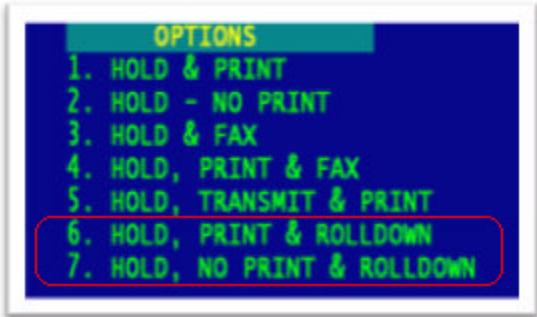 OPTIONS
1. HOLD & PRINT
2. HOLD - NO PRINT
3. HOLD & FAX
4. HOLD, PRINT & FAX
5. HOLD, TRANSMIT & PRINT
6. HOLD, PRINT & ROLLDOWN
7. HOLD, NO PRINT & ROLLDOWN